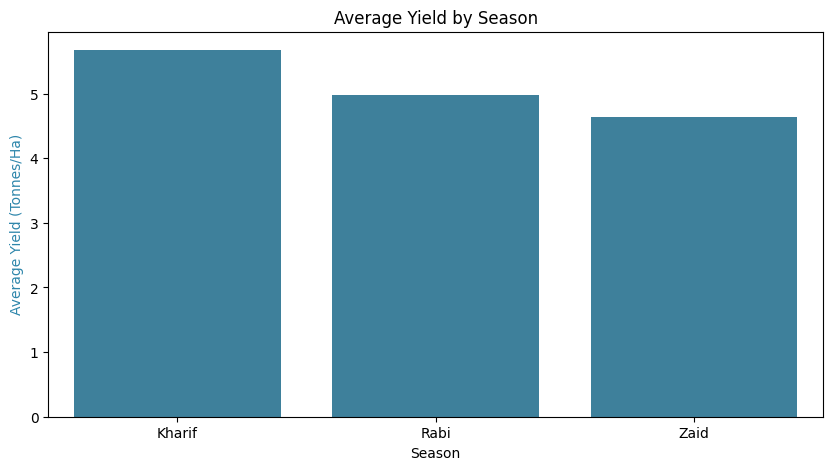 Average Yield by Season
Average Yield (Tonnes/Ha)
5
4
3
2
1
0
Kharif
Rabi
Zaid
Season